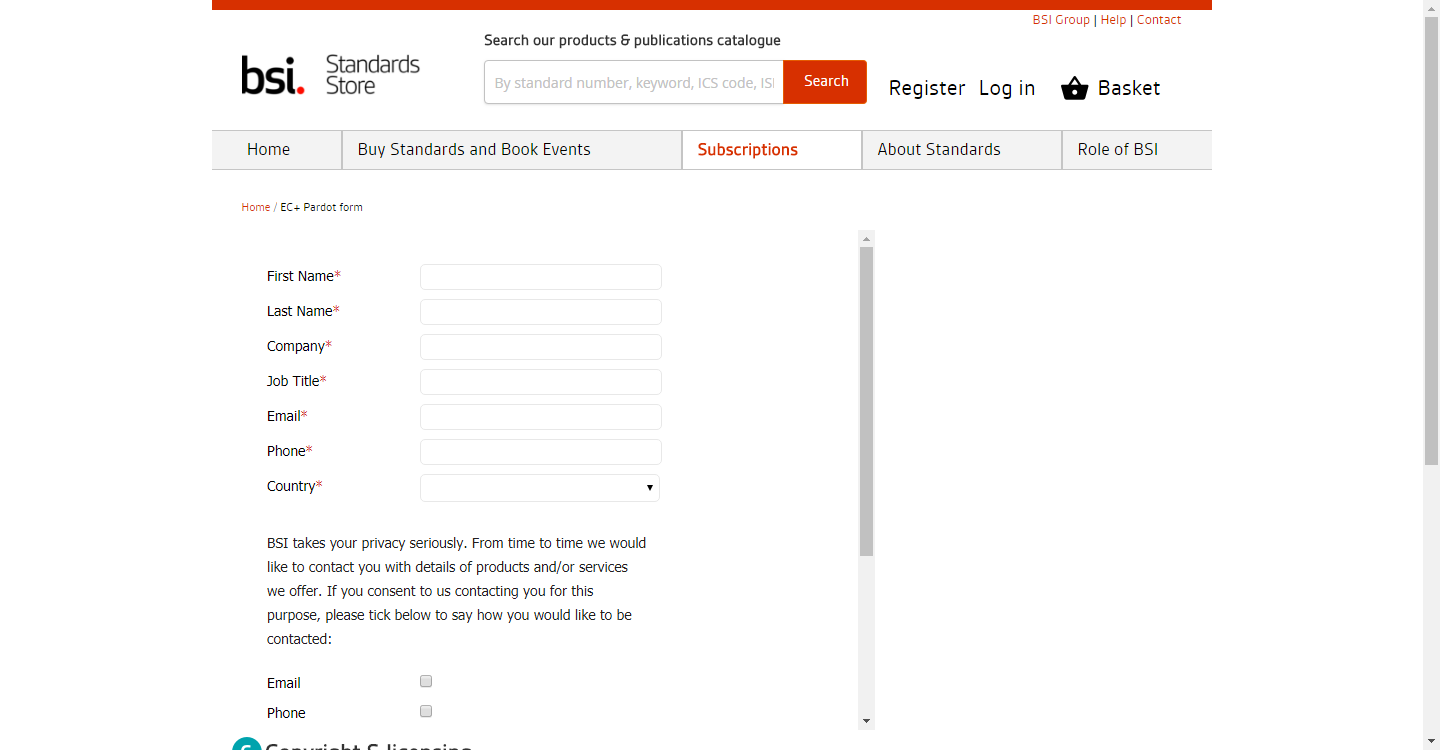 BSI Group | Help | Contact
Search our products & publications catalogue
bsi. Standards Store
By standard number, keyword, ICS code, ISI
Search
Register Log in Basket
Home Buy Standards and Book Events Subscriptions About Standards Role of BSI
Home / EC+ Pardot form
First Name*
Last Name*
Company*
Job Title*
Email*
Phone*
Country*
BSI takes your privacy seriously. From time to time we would
like to contact you with details of products and/or services
we offer. If you consent to us contacting you for this
purpose, please tick below to say how you would like to be
contacted:
Email
Phone
Copyright & licensing